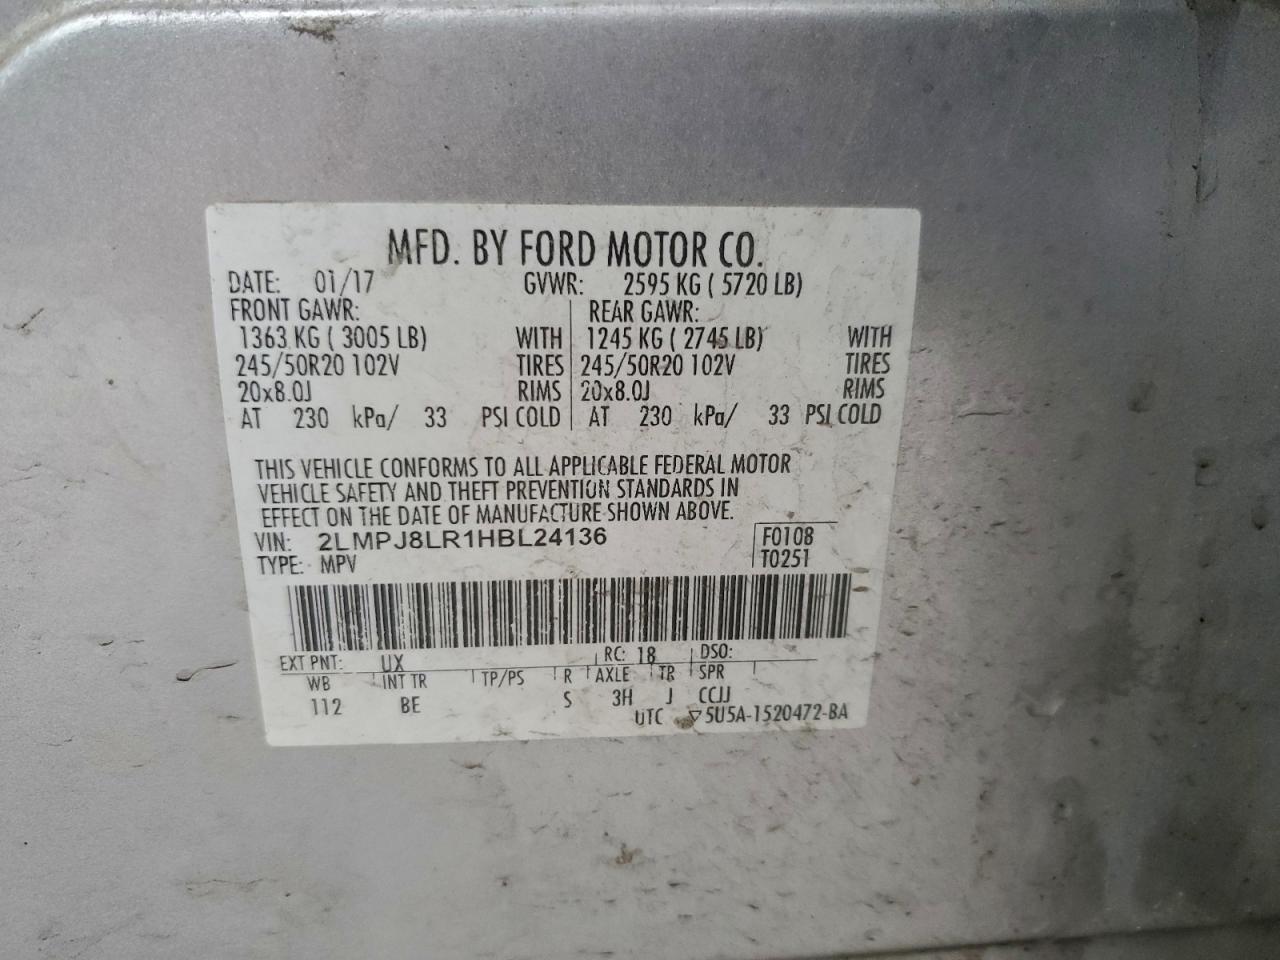 MFD. BY FORD MOTOR CO.
DATE: 01/17 GVWR: 2595 KG ( 5720 LB)
FRONT GAWR: REAR GAWR:
1363 KG ( 3005 LB) WITH 1245 KG ( 2745 LB) WITH
245/50R20 102V TIRES 245/50R20 102V TIRES
20x8.0J RIMS 20x8.0J RIMS
AT 230 kPa/ 33 PSI COLD AT 230 kPa/ 33 PSI COLD
THIS VEHICLE CONFORMS TO ALL APPLICABLE FEDERAL MOTOR
VEHICLE SAFETY AND THEFT PREVENTION STANDARDS IN
EFFECT ON THE DATE OF MANUFACTURE SHOWN ABOVE.
VIN: 2LMPJ8LR1HBL24136 F0108
TYPE: MPV T0251
EXT PNT: UX RC: 18 DSO:
WB INT TR TP/PS R AXLE TR SPR
112 BE S 3H J CCJJ
UTC ▽5U5A-1520472-BA